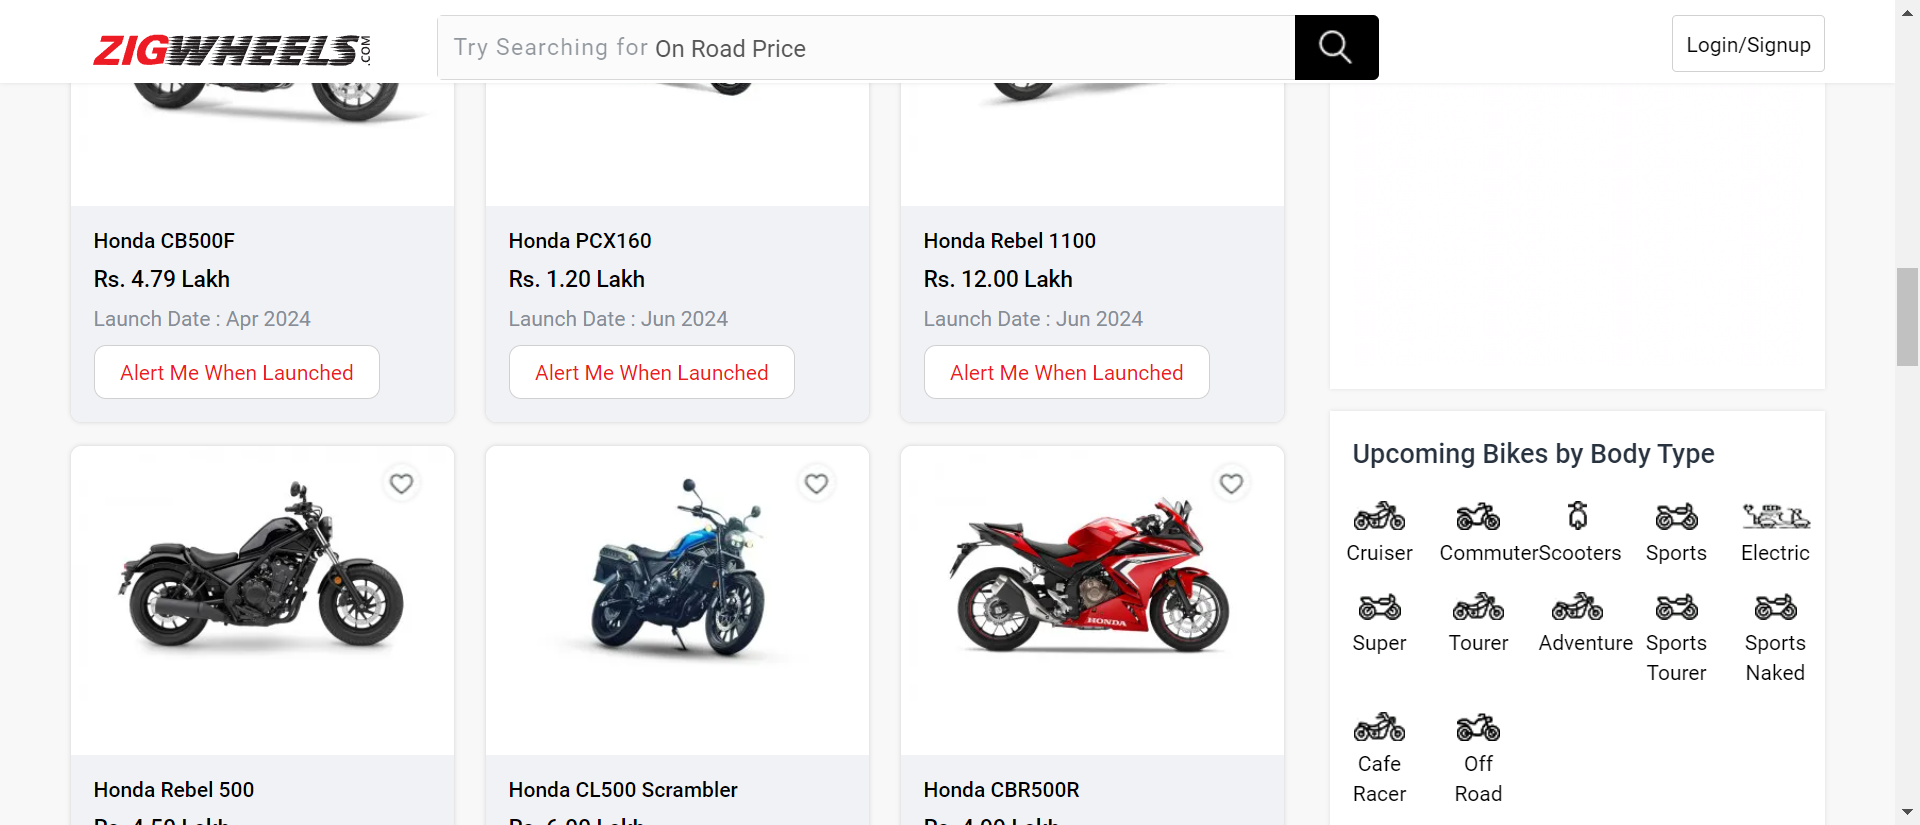 ZIGWHEELS.COM
Try Searching for On Road Price
Login/Signup
Honda CB500F
Rs. 4.79 Lakh
Launch Date : Apr 2024
Alert Me When Launched
Honda PCX160
Rs. 1.20 Lakh
Launch Date : Jun 2024
Alert Me When Launched
Honda Rebel 1100
Rs. 12.00 Lakh
Launch Date : Jun 2024
Alert Me When Launched
HONDA
Honda Rebel 500
Honda CL500 Scrambler
Honda CBR500R
Upcoming Bikes by Body Type
Cruiser
Commuter
Scooters
Sports
Electric
Super
Tourer
Adventure
Sports
Tourer
Sports
Naked
Cafe
Racer
Off
Road